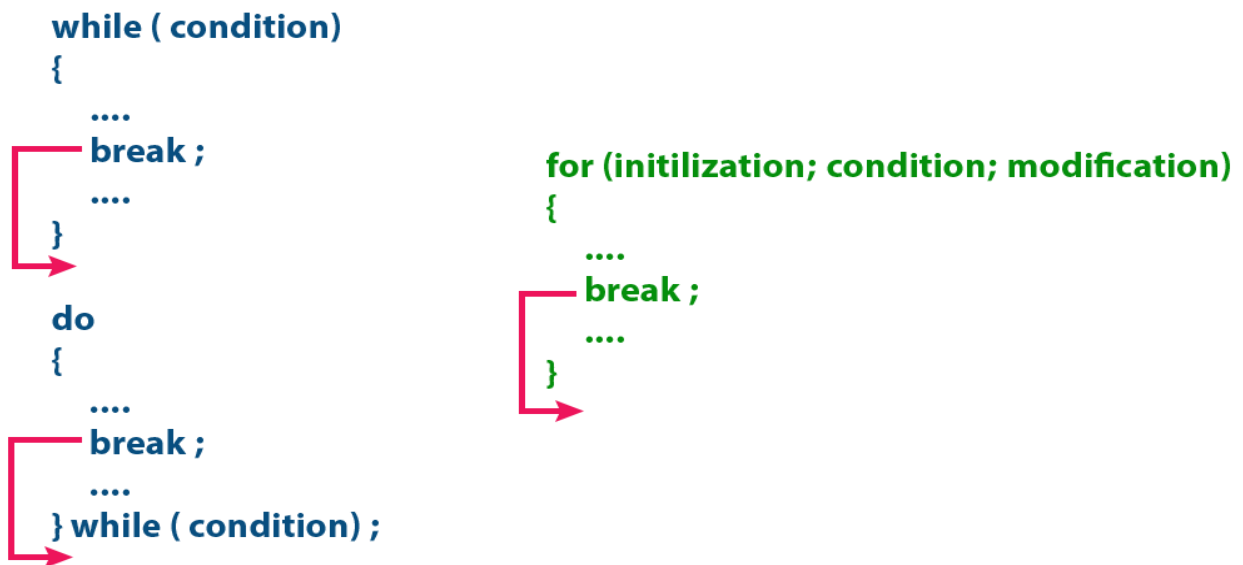 while ( condition)
{
....
break ;
....
}
do
{
....
break ;
....
} while ( condition) ;
for (initilization; condition; modification)
{
....
break ;
....
}